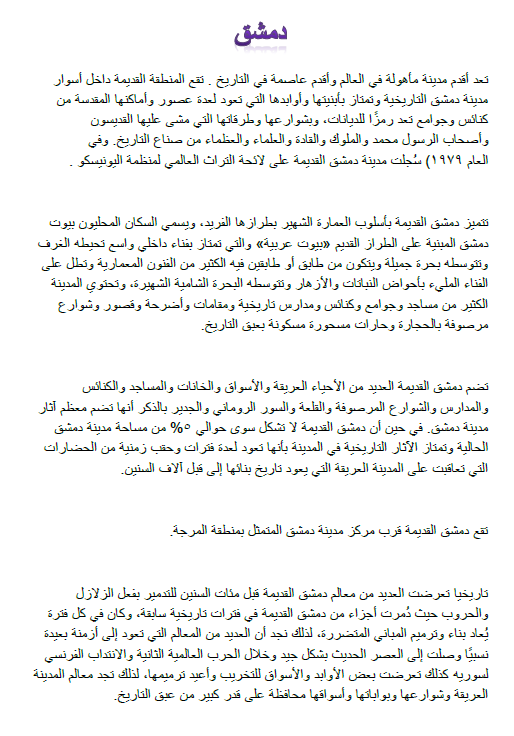 دمشق
تعد أقدم مدينة مأهولة في العالم وأقدم عاصمة في التاريخ . تقع المنطقة القديمة داخل أسوار
مدينة دمشق التاريخية وتمتاز بأبنيتها وأوابدها التي تعود لعدة عصور وأماكنها المقدسة من
كنائس وجوامع تعد رمزًا للديانات، وبشوارعها وطرقاتها التي مشى عليها القديسون
وأصحاب الرسول محمد والملوك والقادة والعلماء والعظماء من صناع التاريخ. وفي
العام ١٩٧٩) سُجلت مدينة دمشق القديمة على لائحة التراث العالمي لمنظمة اليونيسكو .
تتميز دمشق القديمة بأسلوب العمارة الشهير بطرازها الفريد، ويسمي السكان المحليون بيوت
دمشق المبنية على الطراز القديم «بيوت عربية» والتي تمتاز بفناء داخلي واسع تحيطه الغرف
وتتوسطه بحرة جميلة ويتكون من طابق أو طابقين فيه الكثير من الفنون المعمارية وتطل على
الفناء المليء بأحواض النباتات والأزهار وتتوسطه البحرة الشامية الشهيرة، وتحتوي المدينة
الكثير من مساجد وجوامع وكنائس ومدارس تاريخية ومقامات وأضرحة وقصور وشوارع
مرصوفة بالحجارة وحارات مسحورة مسكونة بعبق التاريخ.
تضم دمشق القديمة العديد من الأحياء العريقة والأسواق والخانات والمساجد والكنائس
والمدارس والشوارع المرصوفة والقلعة والسور الروماني والجدير بالذكر أنها تضم معظم آثار
مدينة دمشق. في حين أن دمشق القديمة لا تشكل سوى حوالي ٥% من مساحة مدينة دمشق
الحالية وتمتاز الآثار التاريخية في المدينة بأنها تعود لعدة فترات وحقب زمنية من الحضارات
التي تعاقبت على المدينة العريقة التي يعود تاريخ بنائها إلى قبل آلاف السنين.
تقع دمشق القديمة قرب مركز مدينة دمشق المتمثل بمنطقة المرجة.
تاريخيا تعرضت العديد من معالم دمشق القديمة قبل مئات السنين للتدمير بفعل الزلازل
والحروب حيث دُمرت أجزاء من دمشق القديمة في فترات تاريخية سابقة، وكان في كل فترة
يُعاد بناء وترميم المباني المتضررة، لذلك نجد أن العديد من المعالم التي تعود إلى أزمنة بعيدة
نسبيًا وصلت إلى العصر الحديث بشكل جيد وخلال الحرب العالمية الثانية والانتداب الفرنسي
لسوريه كذلك تعرضت بعض الأوابد والأسواق للتخريب وأعيد ترميمها، لذلك تجد معالم المدينة
العريقة وشوارعها وبواباتها وأسواقها محافظة على قدر كبير من عبق التاريخ.